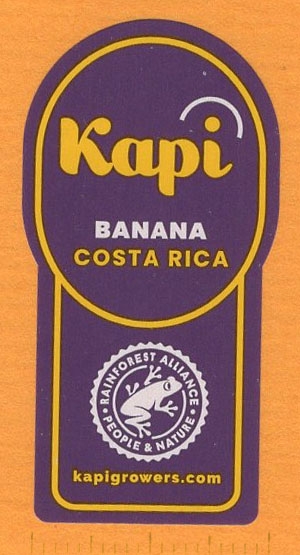 Kapi
BANANA
COSTA RICA
RAINFOREST ALLIANCE
• PEOPLE & NATURE •
kapigrowers.com